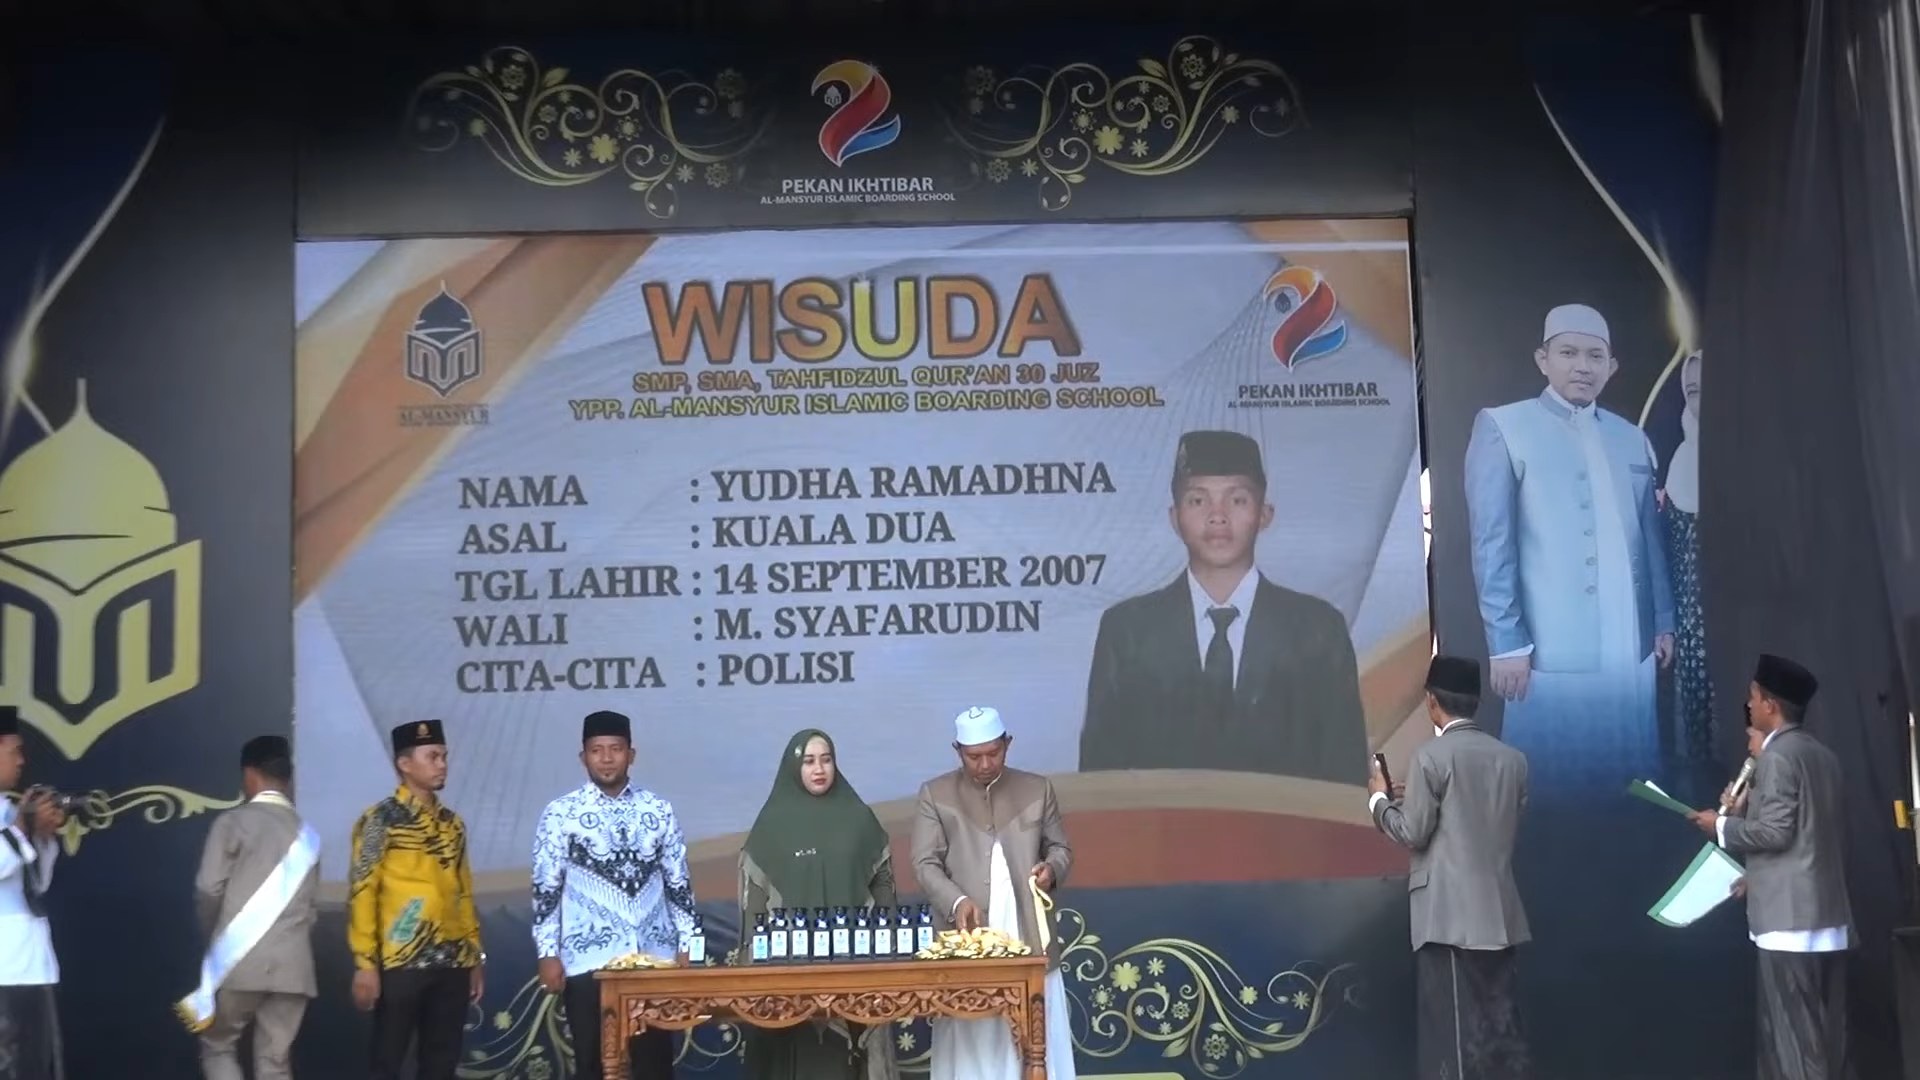 PEKAN IKHTIBAR
AL-MANSYUR ISLAMIC BOARDING SCHOOL
WISUDA
SMP, SMA, TAHFIDZUL QUR'AN 30 JUZ
YPP. AL-MANSYUR ISLAMIC BOARDING SCHOOL
AL-MANSYUR
PEKAN IKHTIBAR
AL-MANSYUR ISLAMIC BOARDING SCHOOL
NAMA : YUDHA RAMADHNA
ASAL : KUALA DUA
TGL LAHIR : 14 SEPTEMBER 2007
WALI : M. SYAFARUDIN
CITA-CITA : POLISI